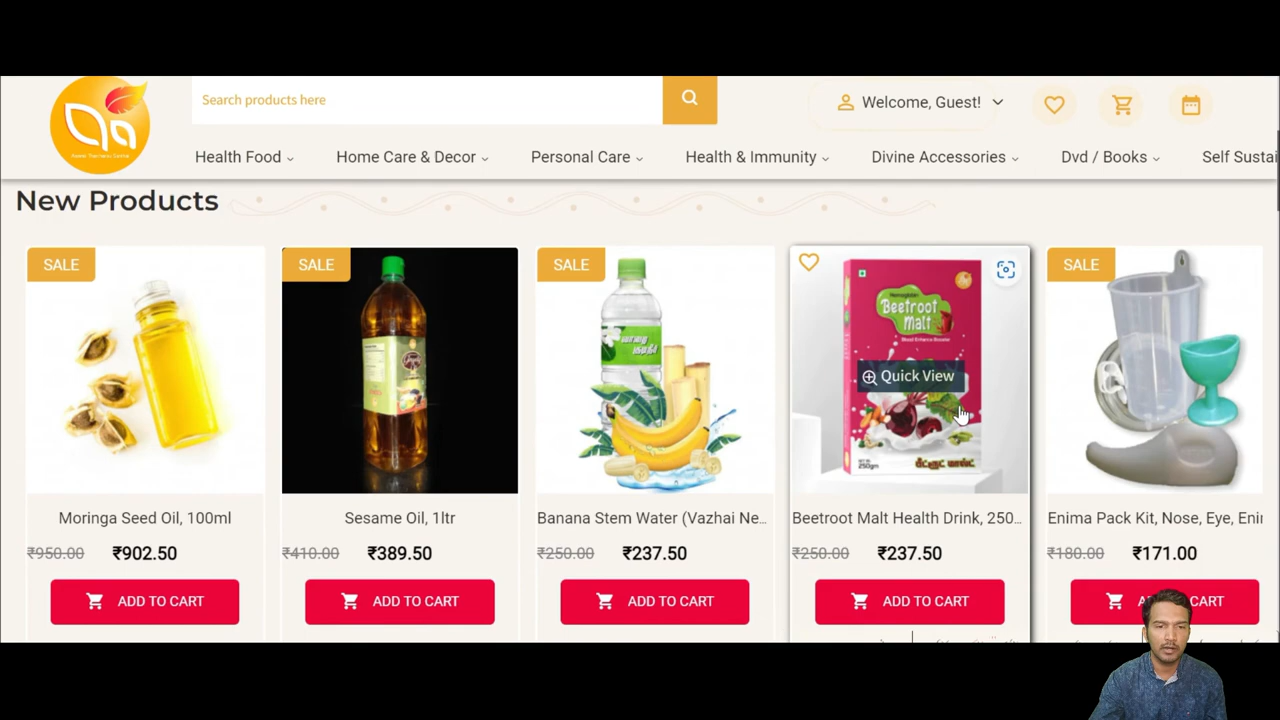 Search products here
Welcome, Guest!
Health Food
Home Care & Decor
Personal Care
Health & Immunity
Divine Accessories
Dvd / Books
Self Sustai
New Products
SALE
SALE
SALE
SALE
Beetroot
Malt
Quick View
250gm
பீட்ரூட் மால்ட்
Moringa Seed Oil, 100ml
Sesame Oil, 1ltr
Banana Stem Water (Vazhai Ne...
Beetroot Malt Health Drink, 250...
Enima Pack Kit, Nose, Eye, Enir
₹950.00 ₹902.50
₹410.00 ₹389.50
₹250.00 ₹237.50
₹250.00 ₹237.50
₹180.00 ₹171.00
ADD TO CART
ADD TO CART
ADD TO CART
ADD TO CART
CART